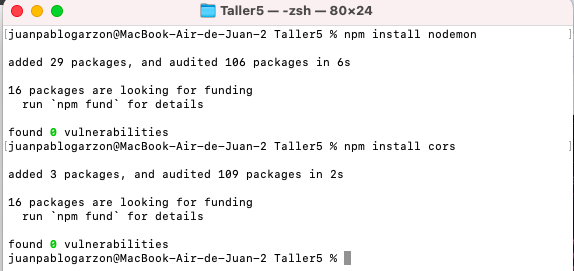 Taller5 — -zsh — 80×24
[juanpablogarzon@MacBook-Air-de-Juan-2 Taller5 % npm install nodemon ]
added 29 packages, and audited 106 packages in 6s
16 packages are looking for funding
  run `npm fund` for details
found 0 vulnerabilities
[juanpablogarzon@MacBook-Air-de-Juan-2 Taller5 % npm install cors ]
added 3 packages, and audited 109 packages in 2s
16 packages are looking for funding
  run `npm fund` for details
found 0 vulnerabilities
juanpablogarzon@MacBook-Air-de-Juan-2 Taller5 %